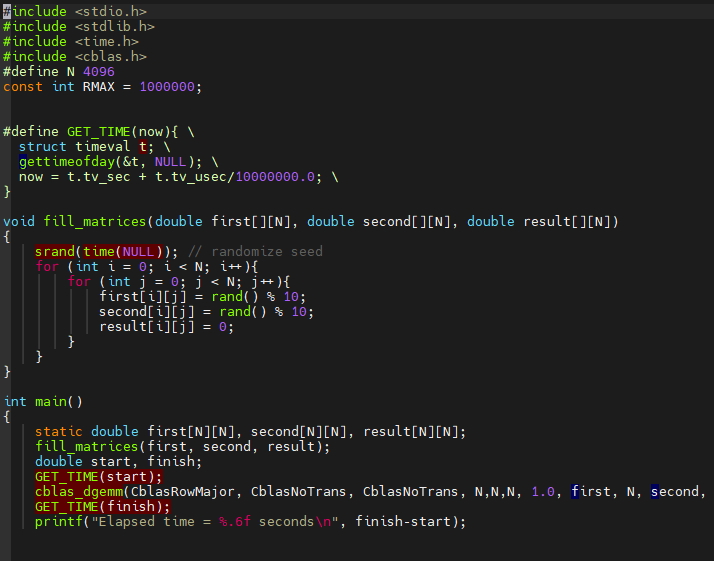 #include <stdio.h>
#include <stdlib.h>
#include <time.h>
#include <cblas.h>
#define N 4096
const int RMAX = 1000000;
#define GET_TIME(now){ \
struct timeval t; \
gettimeofday(&t, NULL); \
now = t.tv_sec + t.tv_usec/10000000.0; \
}
void fill_matrices(double first[][N], double second[][N], double result[][N])
{
srand(time(NULL)); // randomize seed
for (int i = 0; i < N; i++){
for (int j = 0; j < N; j++){
first[i][j] = rand() % 10;
second[i][j] = rand() % 10;
result[i][j] = 0;
}
}
}
int main()
{
static double first[N][N], second[N][N], result[N][N];
fill_matrices(first, second, result);
double start, finish;
GET_TIME(start);
cblas_dgemm(CblasRowMajor, CblasNoTrans, CblasNoTrans, N,N,N, 1.0, first, N, second,
GET_TIME(finish);
printf("Elapsed time = %.6f seconds\n", finish-start);